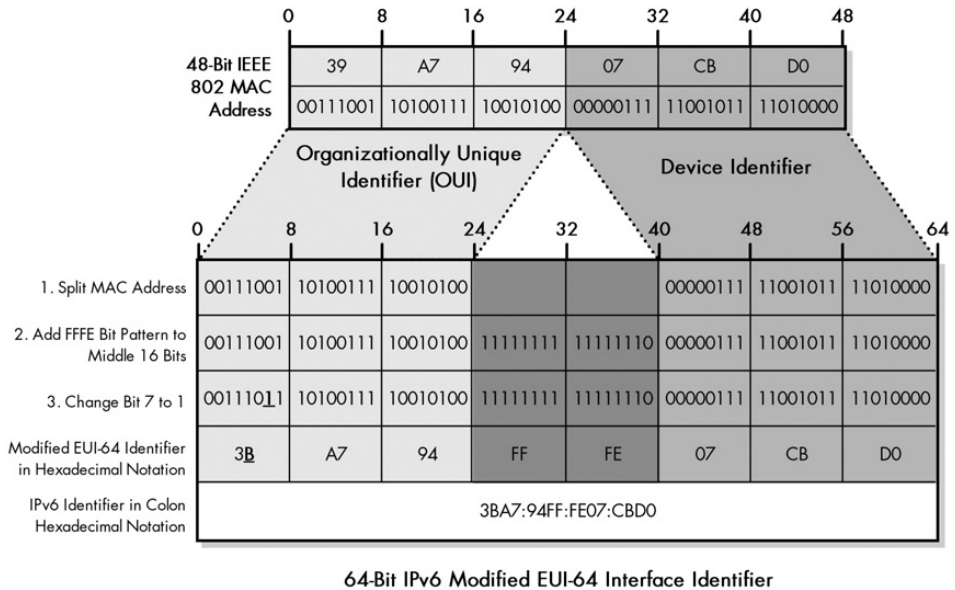 0 8 16 24 32 40 48
48-Bit IEEE
802 MAC
Address
39 A7 94 07 CB D0
00111001 10100111 10010100 00000111 11001011 11010000
Organizationally Unique
Identifier (OUI)
Device Identifier
0 8 16 24 32 40 48 56 64
1. Split MAC Address
00111001 10100111 10010100 00000111 11001011 11010000
2. Add FFFE Bit Pattern to
Middle 16 Bits
00111001 10100111 10010100 11111111 11111110 00000111 11001011 11010000
3. Change Bit 7 to 1
00111011 10100111 10010100 11111111 11111110 00000111 11001011 11010000
Modified EUI-64 Identifier
in Hexadecimal Notation
3B A7 94 FF FE 07 CB D0
IPv6 Identifier in Colon
Hexadecimal Notation
3BA7:94FF:FE07:CBD0
64-Bit IPv6 Modified EUI-64 Interface Identifier